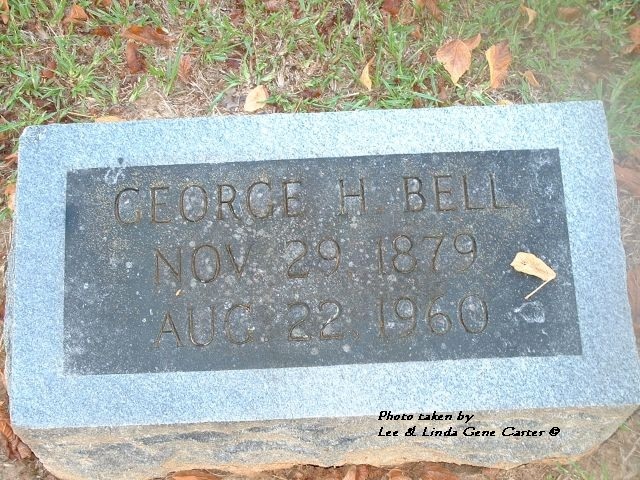 GEORGE H. BELL
NOV. 29, 1879
AUG. 22, 1960
Photo taken by
Lee & Linda Gene Carter ©